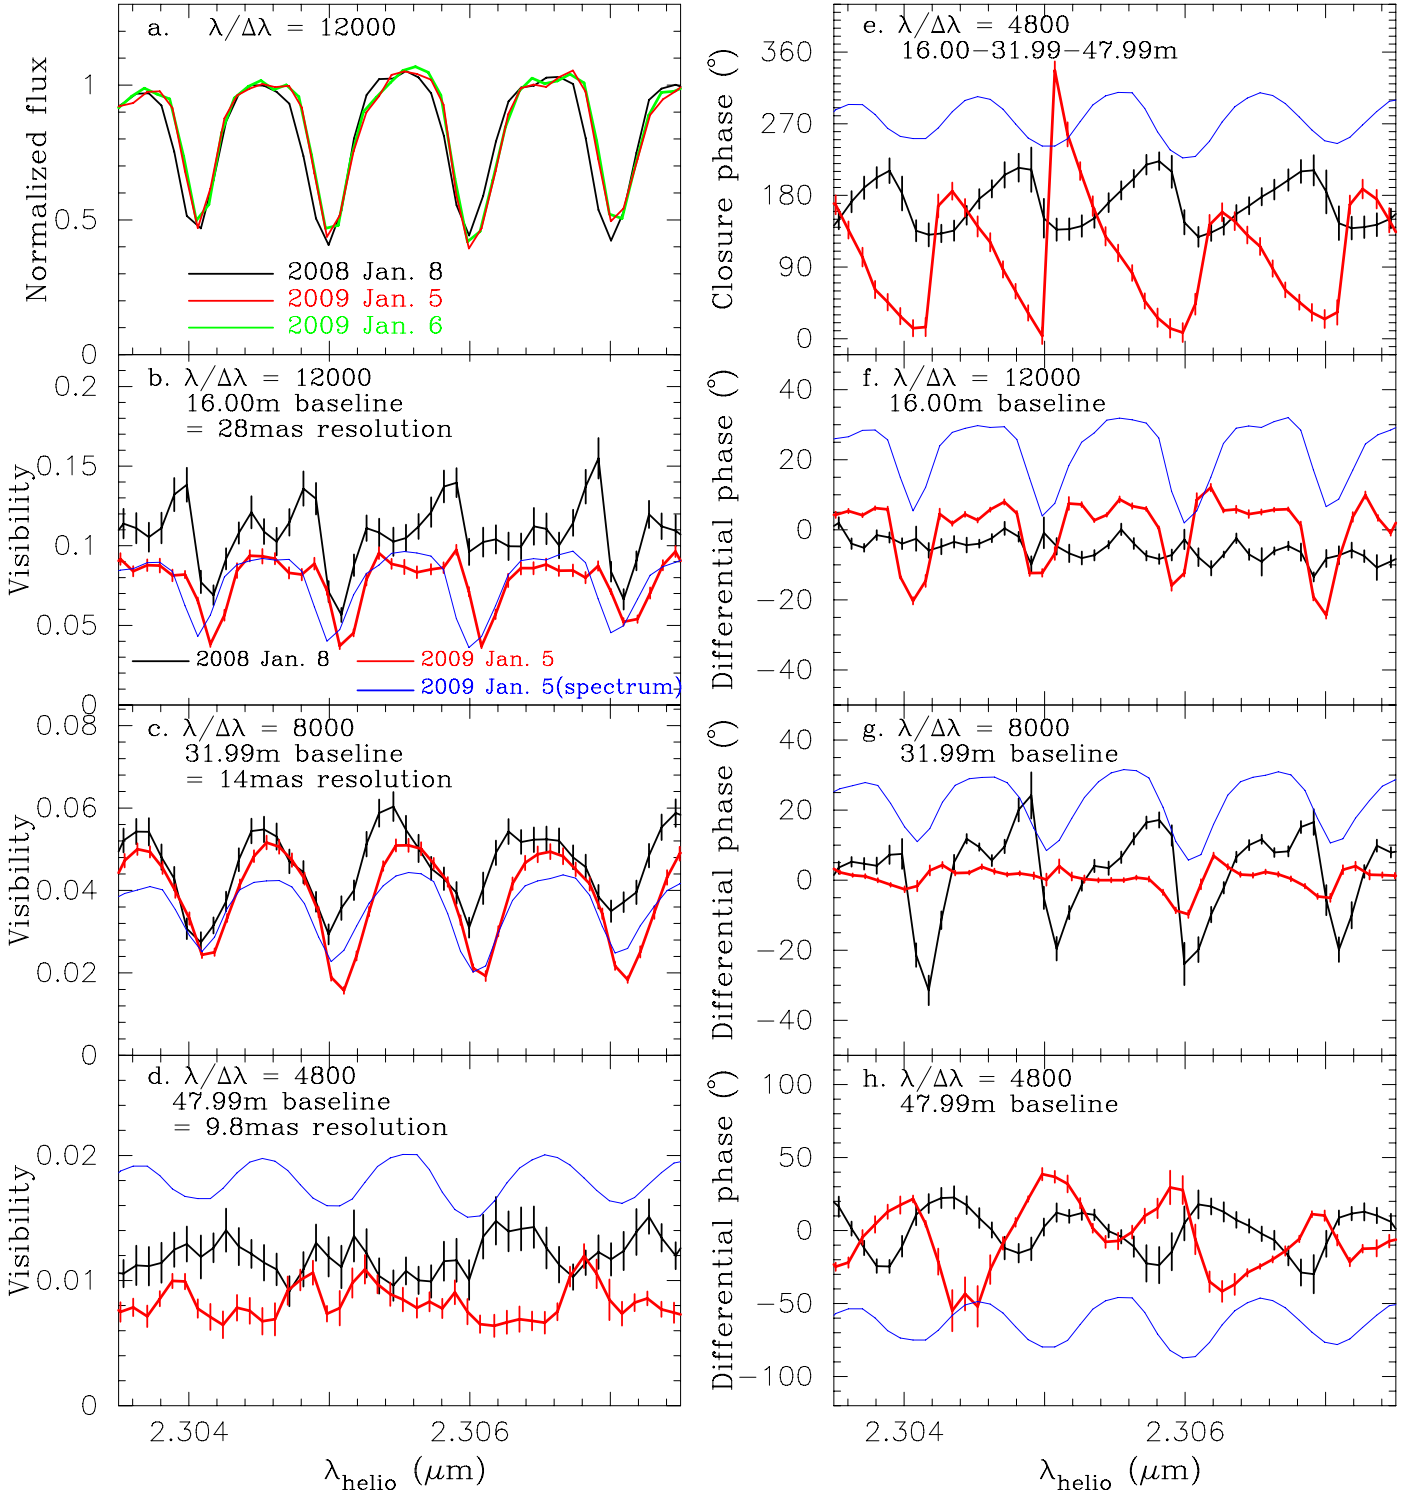 a. λ/Δλ = 12000
Normalized flux
1
0.5
0
2008 Jan. 8
2009 Jan. 5
2009 Jan. 6
b. λ/Δλ = 12000
16.00m baseline
= 28mas resolution
Visibility
0.2
0.15
0.1
0.05
0
2008 Jan. 8
2009 Jan. 5
2009 Jan. 5(spectrum)
c. λ/Δλ = 8000
31.99m baseline
= 14mas resolution
Visibility
0.08
0.06
0.04
0.02
0
d. λ/Δλ = 4800
47.99m baseline
= 9.8mas resolution
Visibility
0.02
0.01
0
2.304
2.306
λhelio (μm)
e. λ/Δλ = 4800
16.00−31.99−47.99m
Closure phase (°)
360
270
180
90
0
f. λ/Δλ = 12000
16.00m baseline
Differential phase (°)
40
20
0
−20
−40
g. λ/Δλ = 8000
31.99m baseline
Differential phase (°)
40
20
0
−20
−40
h. λ/Δλ = 4800
47.99m baseline
Differential phase (°)
100
50
0
−50
−100
2.304
2.306
λhelio (μm)